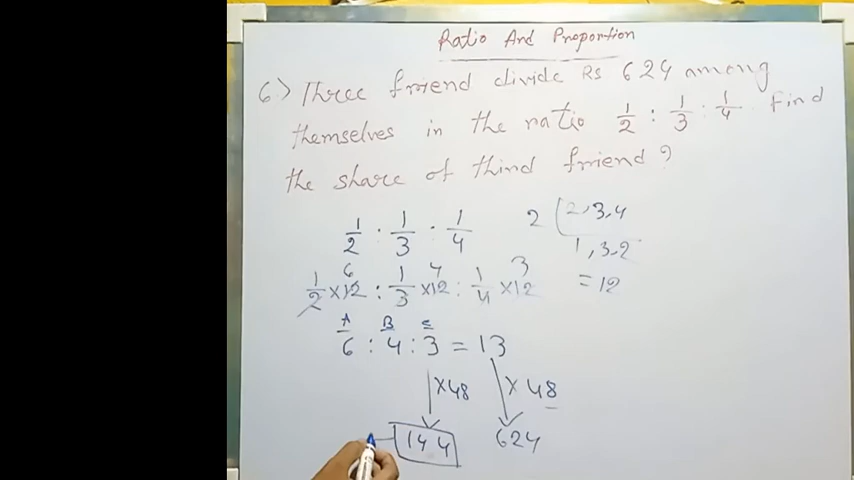 Ratio And Proportion
6) Three friend divide Rs 624 among
themselves in the ratio 1/2 : 1/3 : 1/4 Find
the share of third friend?
1/2 : 1/3 : 1/4
2 2,3,4
1,3,2
= 12
6 4 3
1/2 ×12 : 1/3 ×12 : 1/4 ×12
A B C
6 : 4 : 3 = 13
×48 ×48
144 624